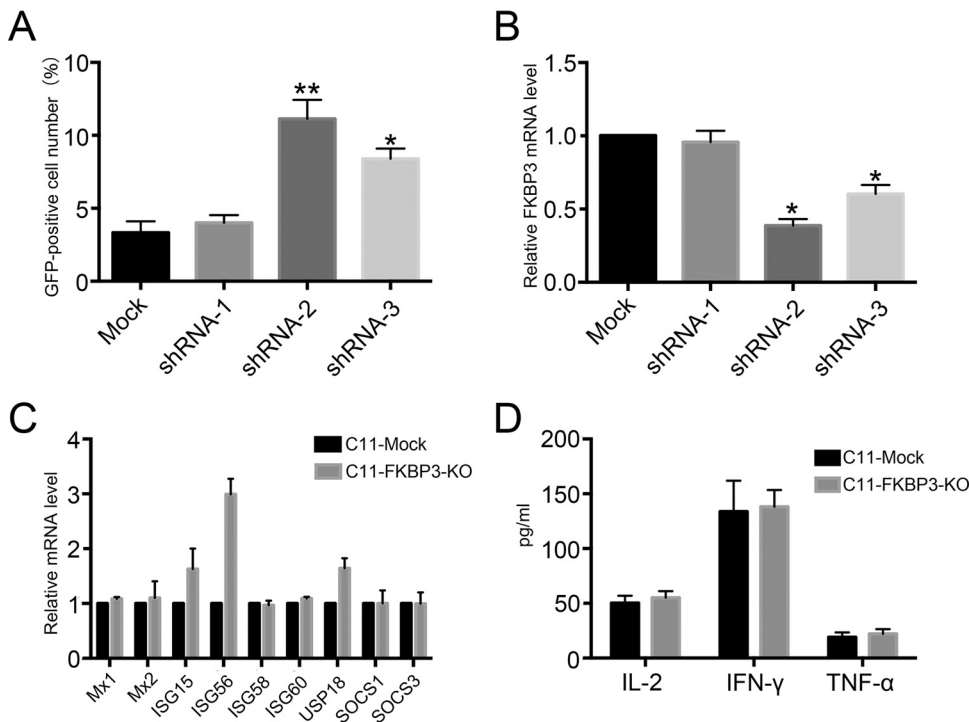 A
GFP-positive cell number (%)
15
10
5
0
**
*
Mock
shRNA-1
shRNA-2
shRNA-3
B
Relative FKBP3 mRNA level
1.5
1.0
0.5
0.0
*
*
Mock
shRNA-1
shRNA-2
shRNA-3
C
Relative mRNA level
4
3
2
1
0
C11-Mock
C11-FKBP3-KO
Mx1
Mx2
ISG15
ISG56
ISG58
ISG60
USP18
SOCS1
SOCS3
D
pg/ml
200
150
100
50
0
C11-Mock
C11-FKBP3-KO
IL-2
IFN-γ
TNF-α